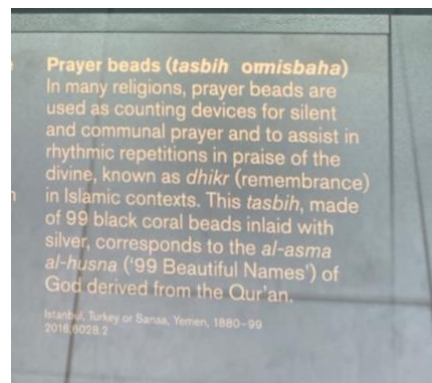 Prayer beads (tasbih or misbaha)
In many religions, prayer beads are
used as counting devices for silent
and communal prayer and to assist in
rhythmic repetitions in praise of the
divine, known as dhikr (remembrance)
in Islamic contexts. This tasbih, made
of 99 black coral beads inlaid with
silver, corresponds to the al-asma
al-husna ('99 Beautiful Names') of
God derived from the Qur'an.
Istanbul, Turkey or Sanaa, Yemen, 1880–99
2018,6028.2